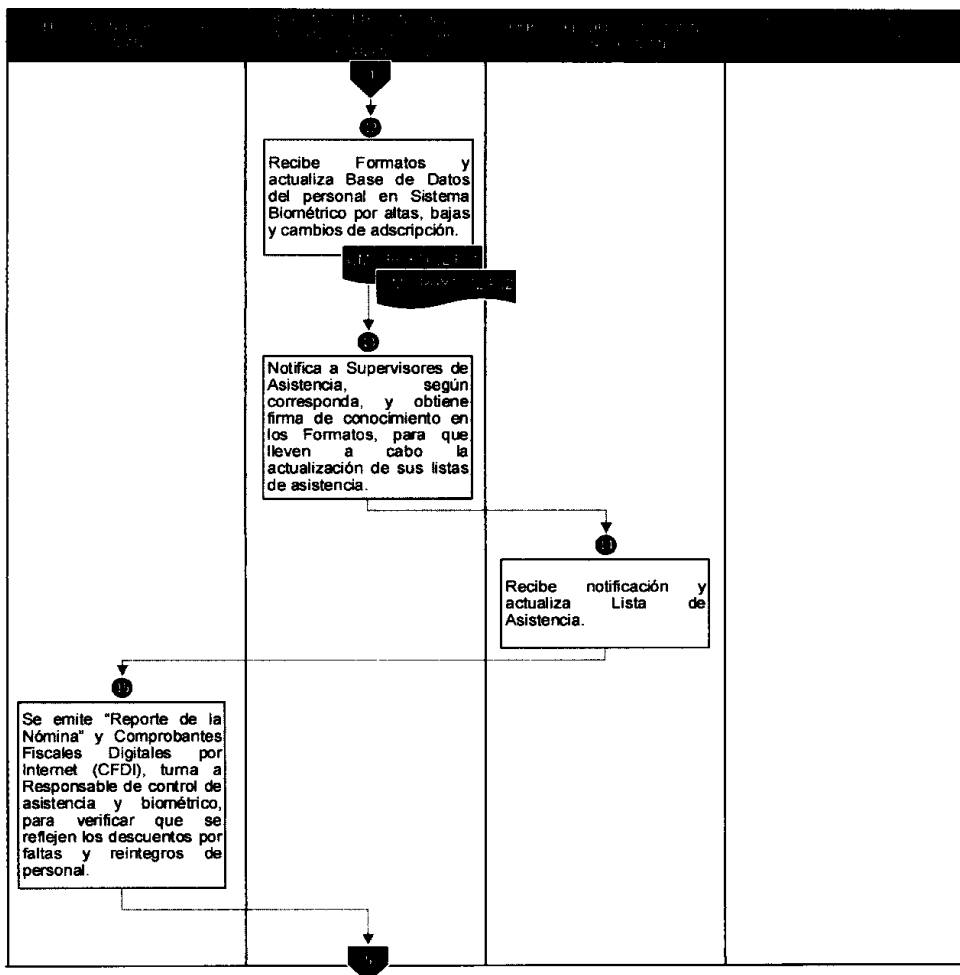 Recibe Formatos y
actualiza Base de Datos
del personal en Sistema
Biométrico por altas, bajas
y cambios de adscripción.
Notifica a Supervisores de
Asistencia, según
corresponda, y obtiene
firma de conocimiento en
los Formatos, para que
lleven a cabo la
actualización de sus listas
de asistencia.
Recibe notificación y
actualiza Lista de
Asistencia.
Se emite "Reporte de la
Nómina" y Comprobantes
Fiscales Digitales por
Internet (CFDI), turna a
Responsable de control de
asistencia y biométrico,
para verificar que se
reflejen los descuentos por
faltas y reintegros de
personal.